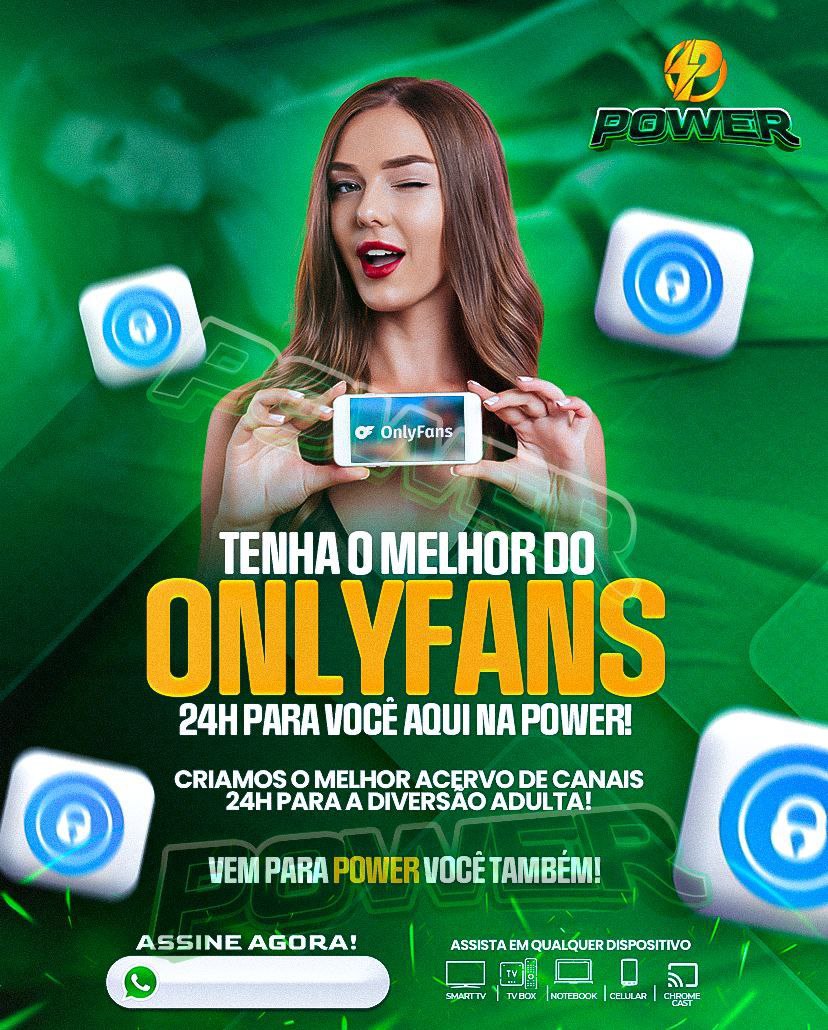 POWER
OnlyFans
TENHA O MELHOR DO
ONLYFANS
24H PARA VOCÊ AQUI NA POWER!
CRIAMOS O MELHOR ACERVO DE CANAIS
24H PARA A DIVERSÃO ADULTA!
VEM PARA POWER VOCÊ TAMBÉM!
ASSINE AGORA!
ASSISTA EM QUALQUER DISPOSITIVO
TV
SMART TV | TV BOX | NOTEBOOK | CELULAR | CHROME
CAST
POWER
POWER